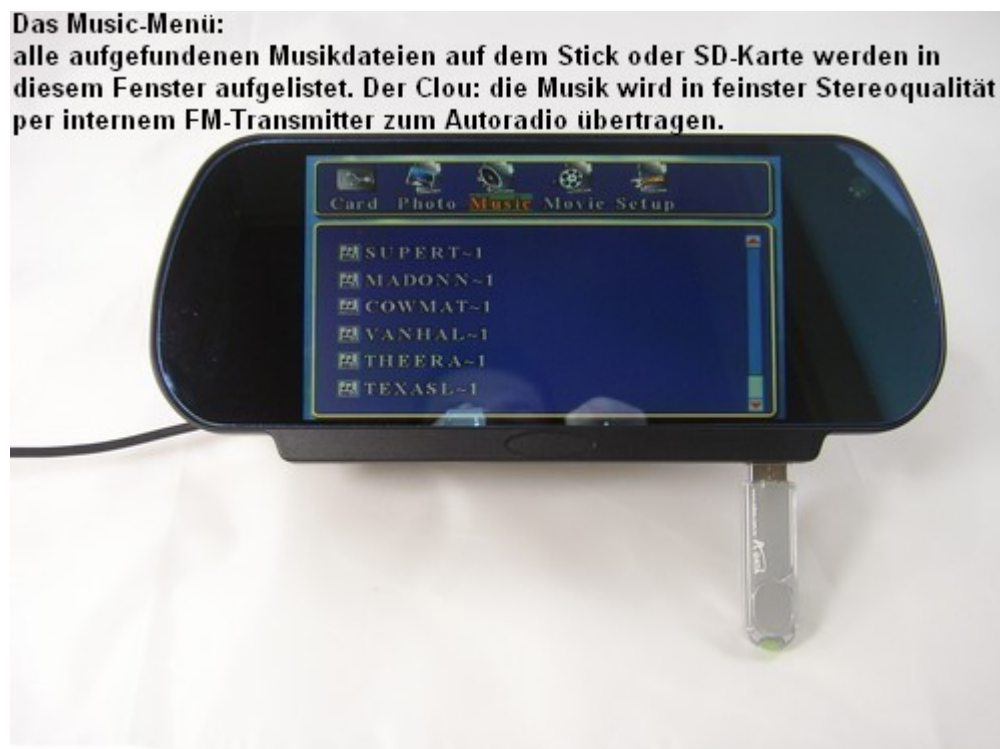 Das Music-Menü:
alle aufgefundenen Musikdateien auf dem Stick oder SD-Karte werden in
diesem Fenster aufgelistet. Der Clou: die Musik wird in feinster Stereoqualität
per internem FM-Transmitter zum Autoradio übertragen.
Card Photo Music Movie Setup
SUPERT~1
MADONN~1
COWMAT~1
VANHAL~1
THEERA~1
TEXASL~1